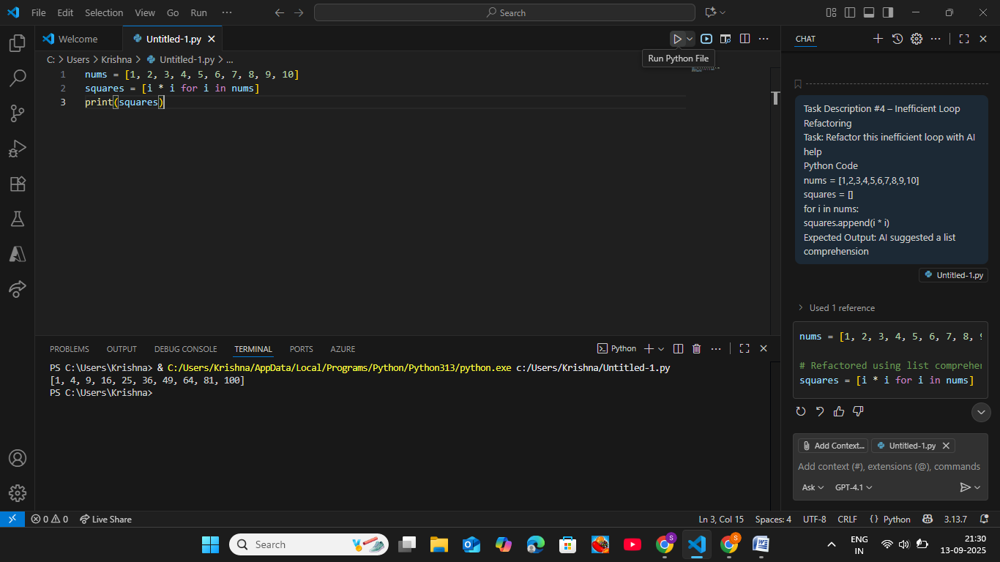 File Edit Selection View Go Run ···
Search
Welcome
Untitled-1.py
Run Python File
C: > Users > Krishna > Untitled-1.py > ...
1 nums = [1, 2, 3, 4, 5, 6, 7, 8, 9, 10]
2 squares = [i * i for i in nums]
3 print(squares)
CHAT
Task Description #4 – Inefficient Loop
Refactoring
Task: Refactor this inefficient loop with AI
help
Python Code
nums = [1,2,3,4,5,6,7,8,9,10]
squares = []
for i in nums:
squares.append(i * i)
Expected Output: AI suggested a list
comprehension
Untitled-1.py
> Used 1 reference
nums = [1, 2, 3, 4, 5, 6, 7, 8, 9
# Refactored using list comprehen
squares = [i * i for i in nums]
Add Context...
Untitled-1.py
Add context (#), extensions (@), commands
Ask
GPT-4.1
PROBLEMS OUTPUT DEBUG CONSOLE TERMINAL PORTS AZURE
Python
PS C:\Users\Krishna> & C:/Users/Krishna/AppData/Local/Programs/Python/Python313/python.exe c:/Users/Krishna/Untitled-1.py
[1, 4, 9, 16, 25, 36, 49, 64, 81, 100]
PS C:\Users\Krishna>
0 0 Live Share
Ln 3, Col 15 Spaces: 4 UTF-8 CRLF {} Python 3.13.7
Search
S
S
ENG
IN
21:30
13-09-2025